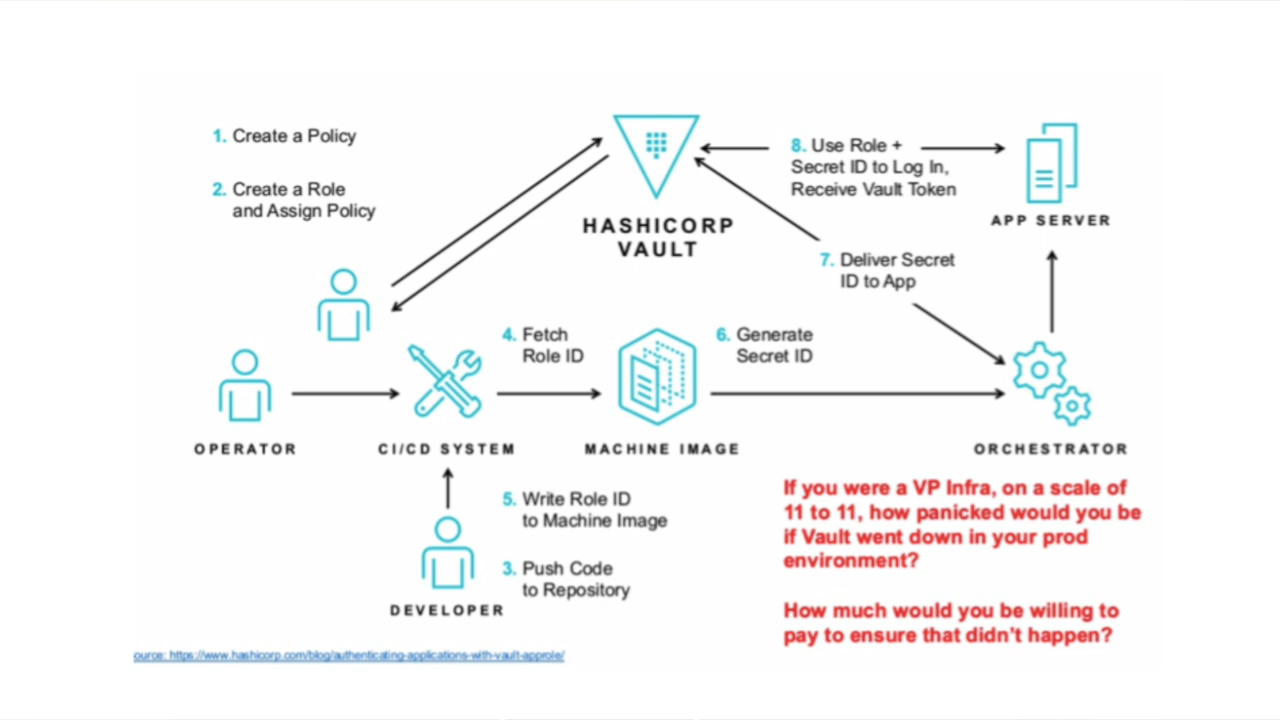 1. Create a Policy
2. Create a Role
and Assign Policy
HASHICORP
VAULT
8. Use Role +
Secret ID to Log In,
Receive Vault Token
APP SERVER
7. Deliver Secret
ID to App
4. Fetch
Role ID
6. Generate
Secret ID
OPERATOR
CI/CD SYSTEM
MACHINE IMAGE
ORCHESTRATOR
5. Write Role ID
to Machine Image
3. Push Code
to Repository
DEVELOPER
If you were a VP Infra, on a scale of
11 to 11, how panicked would you be
if Vault went down in your prod
environment?
How much would you be willing to
pay to ensure that didn't happen?
ource: https://www.hashicorp.com/blog/authenticating-applications-with-vault-approle/